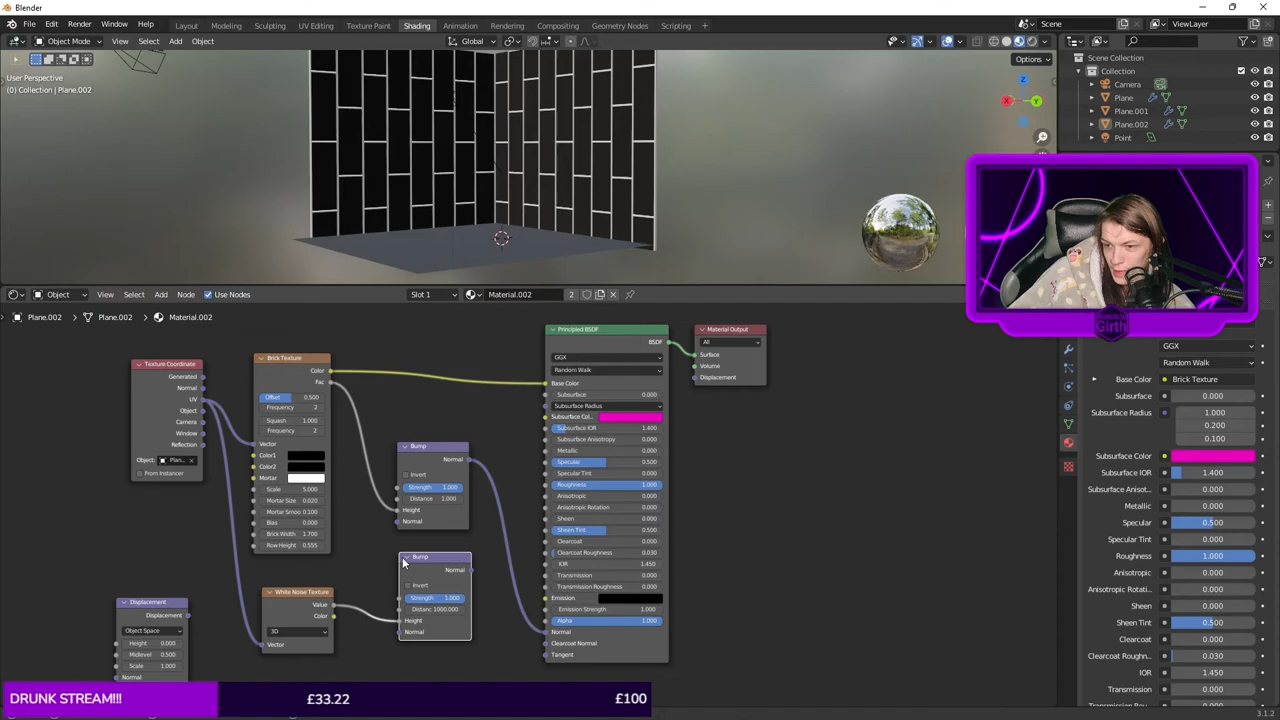 Blender
File Edit Render Window Help Layout Modeling Sculpting UV Editing Texture Paint Shading Animation Rendering Compositing Geometry Nodes Scripting + Scene ViewLayer
Object Mode View Select Add Object Global
Options
User Perspective
(0) Collection | Plane.002
Z
X Y
Scene Collection
Collection
Camera
Plane
Plane.001
Plane.002
Point
Object View Select Add Node Use Nodes Slot 1 Material.002 2
Plane.002 Plane.002 Material.002
Texture Coordinate
Generated
Normal
UV
Object
Camera
Window
Reflection
Object: Plan...
From Instancer
Brick Texture
Color
Fac
Offset 0.500
Frequency 2
Squash 1.000
Frequency 2
Vector
Color1
Color2
Mortar
Scale 5.000
Mortar Size 0.020
Mortar Smoo 0.100
Bias 0.000
Brick Width 1.700
Row Height 0.555
Bump
Normal
Invert
Strength 1.000
Distance 1.000
Height
Normal
Bump
Normal
Invert
Strength 1.000
Distanc 1000.000
Height
Normal
White Noise Texture
Value
Color
3D
Vector
Displacement
Displacement
Object Space
Height 0.000
Midlevel 0.500
Scale 1.000
Normal
Principled BSDF
BSDF
GGX
Random Walk
Base Color
Subsurface 0.000
Subsurface Radius
Subsurface Col...
Subsurface IOR 1.400
Subsurface Anisotropy 0.000
Metallic 0.000
Specular 0.500
Specular Tint 0.000
Roughness 1.000
Anisotropic 0.000
Anisotropic Rotation 0.000
Sheen 0.000
Sheen Tint 0.500
Clearcoat 0.000
Clearcoat Roughness 0.030
IOR 1.450
Transmission 0.000
Transmission Roughness 0.000
Emission
Emission Strength 1.000
Alpha 1.000
Normal
Clearcoat Normal
Tangent
Material Output
All
Surface
Volume
Displacement
Girth
GGX
Random Walk
Base Color Brick Texture
Subsurface 0.000
Subsurface Radius 1.000
0.200
0.100
Subsurface Color
Subsurface IOR 1.400
Subsurface Anisot... 0.000
Metallic 0.000
Specular 0.500
Specular Tint 0.000
Roughness 1.000
Anisotropic 0.000
Anisotropic Rotati... 0.000
Sheen 0.000
Sheen Tint 0.500
Clearcoat 0.000
Clearcoat Roughn... 0.030
IOR 1.450
Transmission 0.000
DRUNK STREAM!!! £33.22 £100
3.1.2